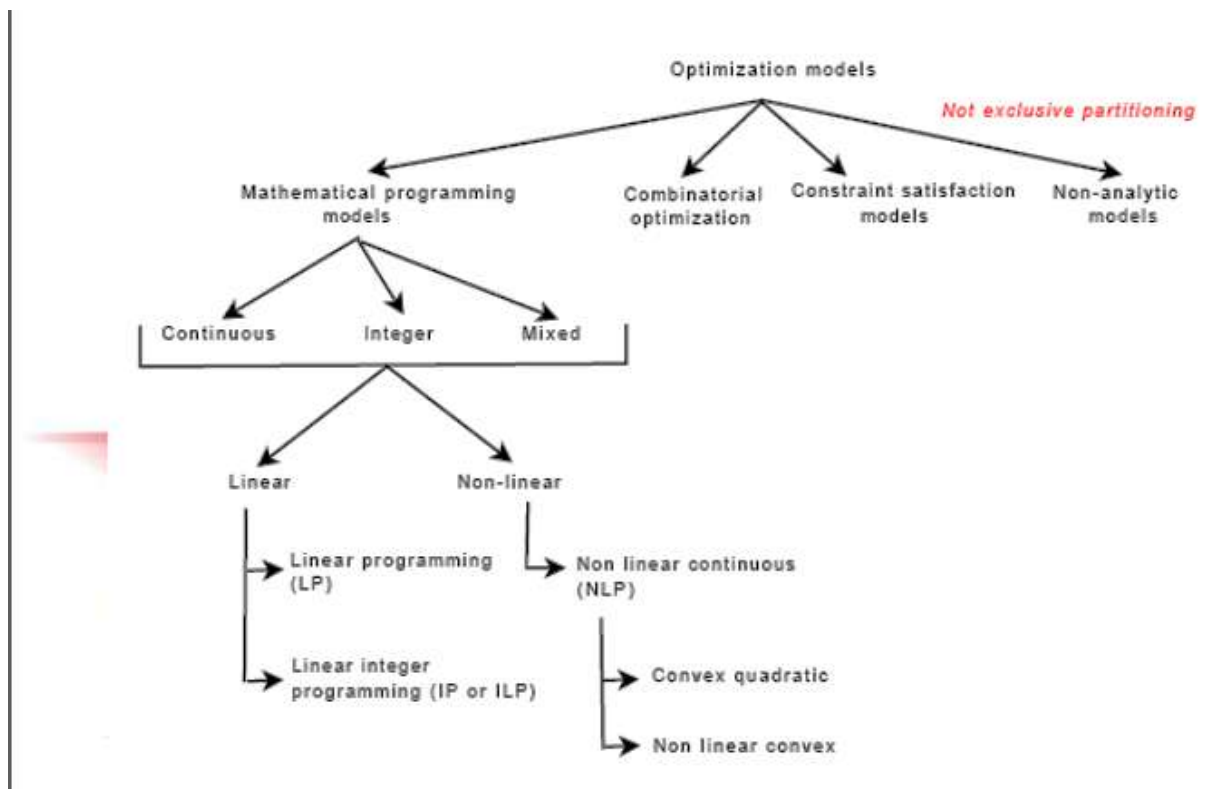 Optimization models
Not exclusive partitioning
Mathematical programming
models
Combinatorial
optimization
Constraint satisfaction
models
Non-analytic
models
Continuous
Integer
Mixed
Linear
Non-linear
Linear programming
(LP)
Non linear continuous
(NLP)
Linear integer
programming (IP or ILP)
Convex quadratic
Non linear convex